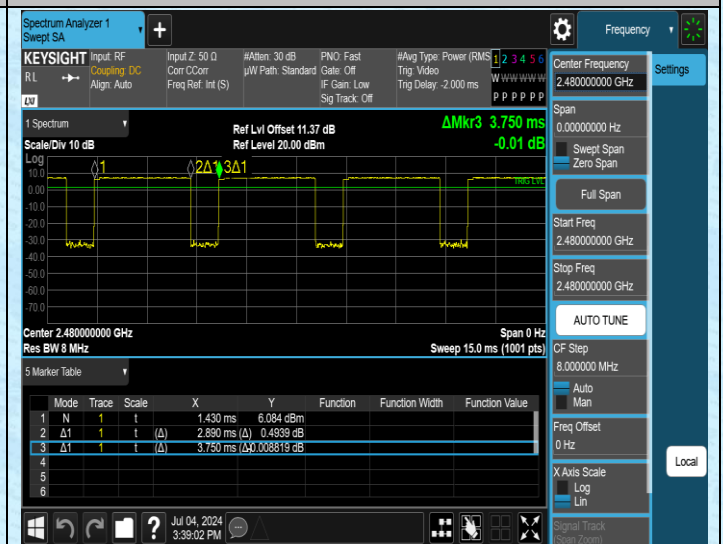 Spectrum Analyzer 1
Swept SA
Frequency
KEYSIGHT Input: RF
RL Coupling: DC
Align: Auto
LXI
Input Z: 50 Ω
Corr CCorr
Freq Ref: Int (S)
#Atten: 30 dB
µW Path: Standard
PNO: Fast
Gate: Off
IF Gain: Low
Sig Track: Off
#Avg Type: Power (RMS
Trig: Video
Trig Delay: -2.000 ms
1 2 3 4 5 6
W W W W W W
P P P P P P
1 Spectrum
Scale/Div 10 dB
Ref Lvl Offset 11.37 dB
Ref Level 20.00 dBm
ΔMkr3 3.750 ms
-0.01 dB
Log
10.0
0.00
-10.0
-20.0
-30.0
-40.0
-50.0
-60.0
-70.0
1
2Δ1
3Δ1
TRIG LVL
Center 2.480000000 GHz
Res BW 8 MHz
Span 0 Hz
Sweep 15.0 ms (1001 pts)
5 Marker Table
Mode Trace Scale X Y Function Function Width Function Value
1 N 1 t 1.430 ms 6.084 dBm
2 Δ1 1 t (Δ) 2.890 ms (Δ) 0.4939 dB
3 Δ1 1 t (Δ) 3.750 ms (Δ) -0.008819 dB
4
5
6
Jul 04, 2024
3:39:02 PM
Center Frequency
2.480000000 GHz
Span
0.00000000 Hz
Swept Span
Zero Span
Full Span
Start Freq
2.480000000 GHz
Stop Freq
2.480000000 GHz
AUTO TUNE
CF Step
8.000000 MHz
Auto
Man
Freq Offset
0 Hz
X Axis Scale
Log
Lin
Signal Track
(Span Zoom)
Settings
Local